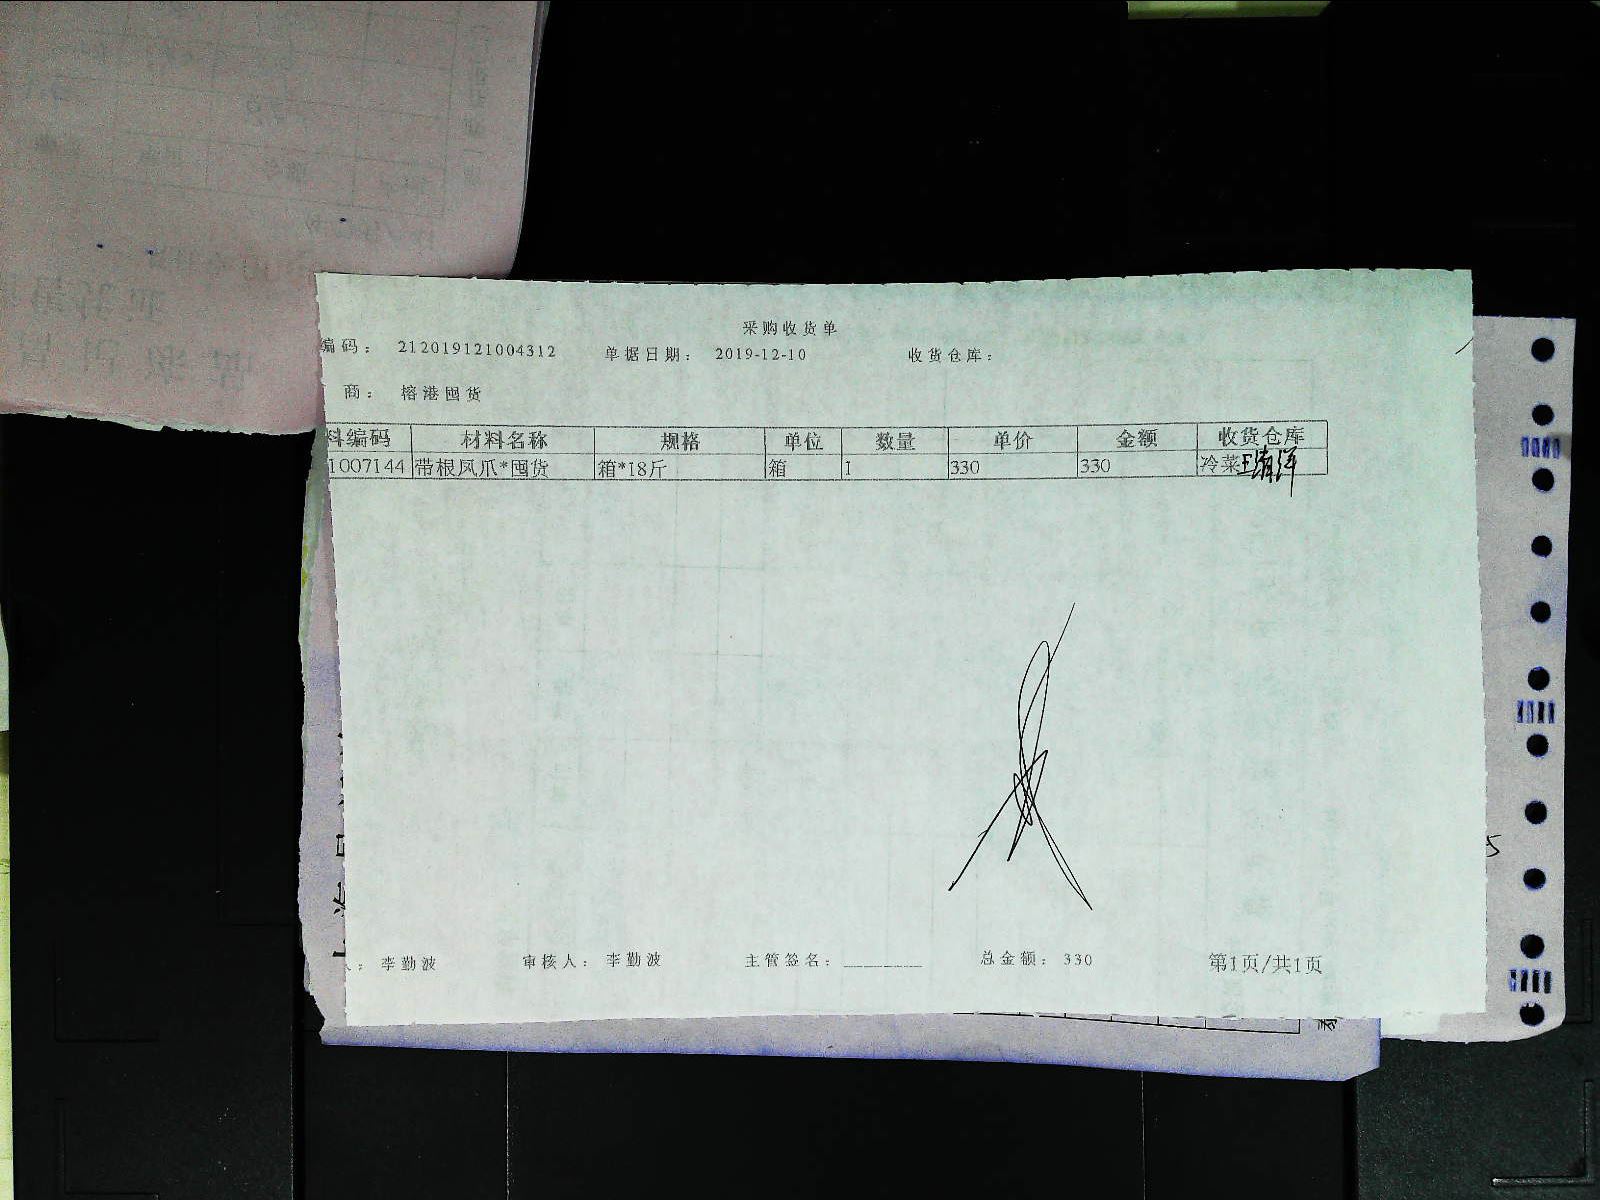 采购收货单
编码: 212019121004312 单据日期: 2019-12-10 收货仓库:
商: 榕港囤货
料编码 材料名称 规格 单位 数量 单价 金额 收货仓库
1007144 带根凤爪*囤货 箱*18斤 箱 1 330 330 冷菜
李勤波 审核人: 李勤波 主管签名: 总金额: 330 第1页/共1页